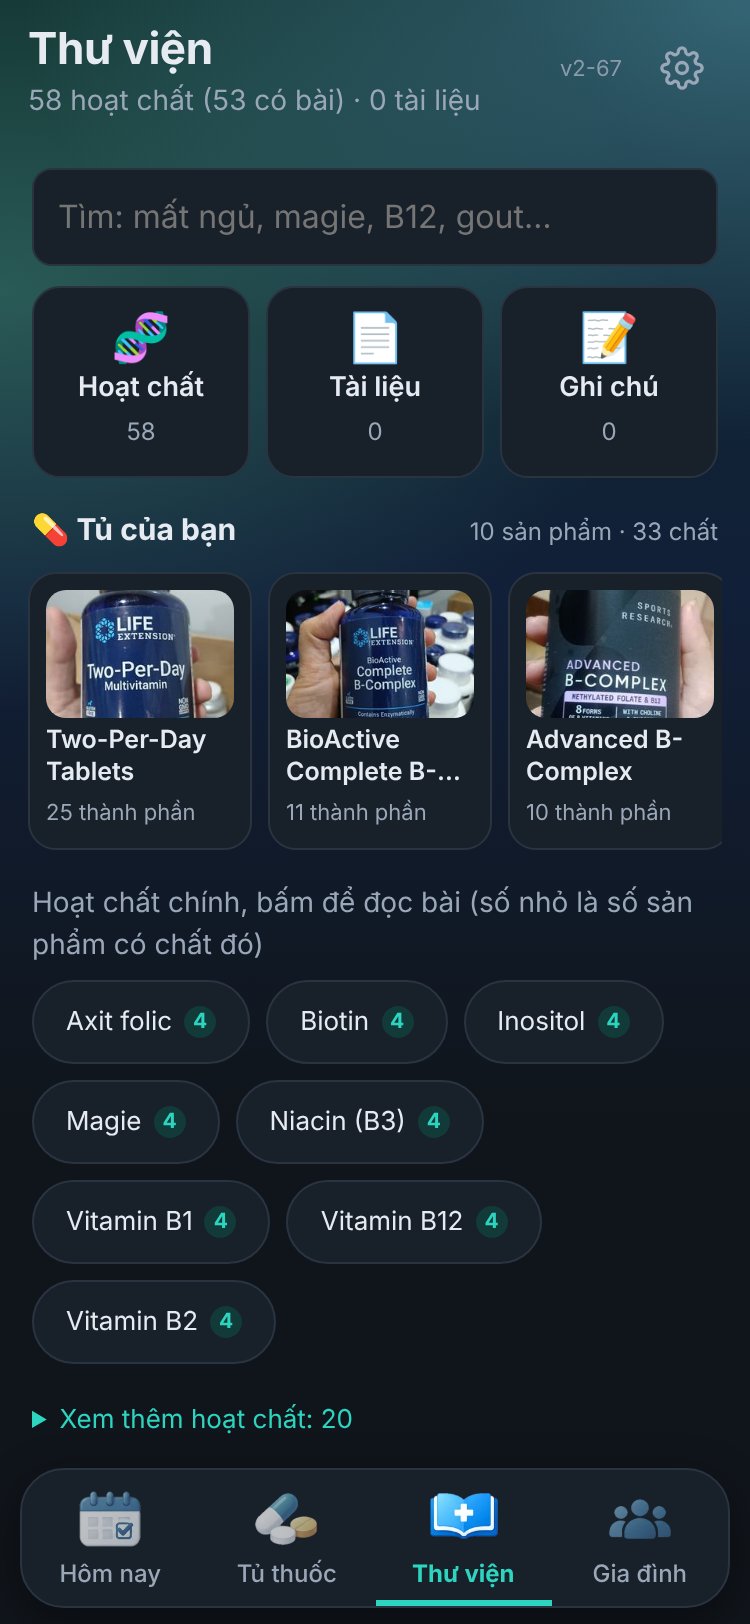 Thư viện
58 hoạt chất (53 có bài) · 0 tài liệu
v2-67
Tìm: mất ngủ, magie, B12, gout...
Hoạt chất
58
Tài liệu
0
Ghi chú
0
Tủ của bạn
10 sản phẩm · 33 chất
LIFE
EXTENSION
Two-Per-Day
Multivitamin
Two-Per-Day
Tablets
25 thành phần
LIFE
EXTENSION
BioActive
Complete
B-Complex
Contains Enzymatically
BioActive
Complete B-...
11 thành phần
SPORTS
RESEARCH
ADVANCED
B-COMPLEX
METHYLATED FOLATE & B12
8 FORMS
WITH CHOLINE
Advanced B-
Complex
10 thành phần
Hoạt chất chính, bấm để đọc bài (số nhỏ là số sản
phẩm có chất đó)
Axit folic 4
Biotin 4
Inositol 4
Magie 4
Niacin (B3) 4
Vitamin B1 4
Vitamin B12 4
Vitamin B2 4
Xem thêm hoạt chất: 20
Hôm nay
Tủ thuốc
Thư viện
Gia đình